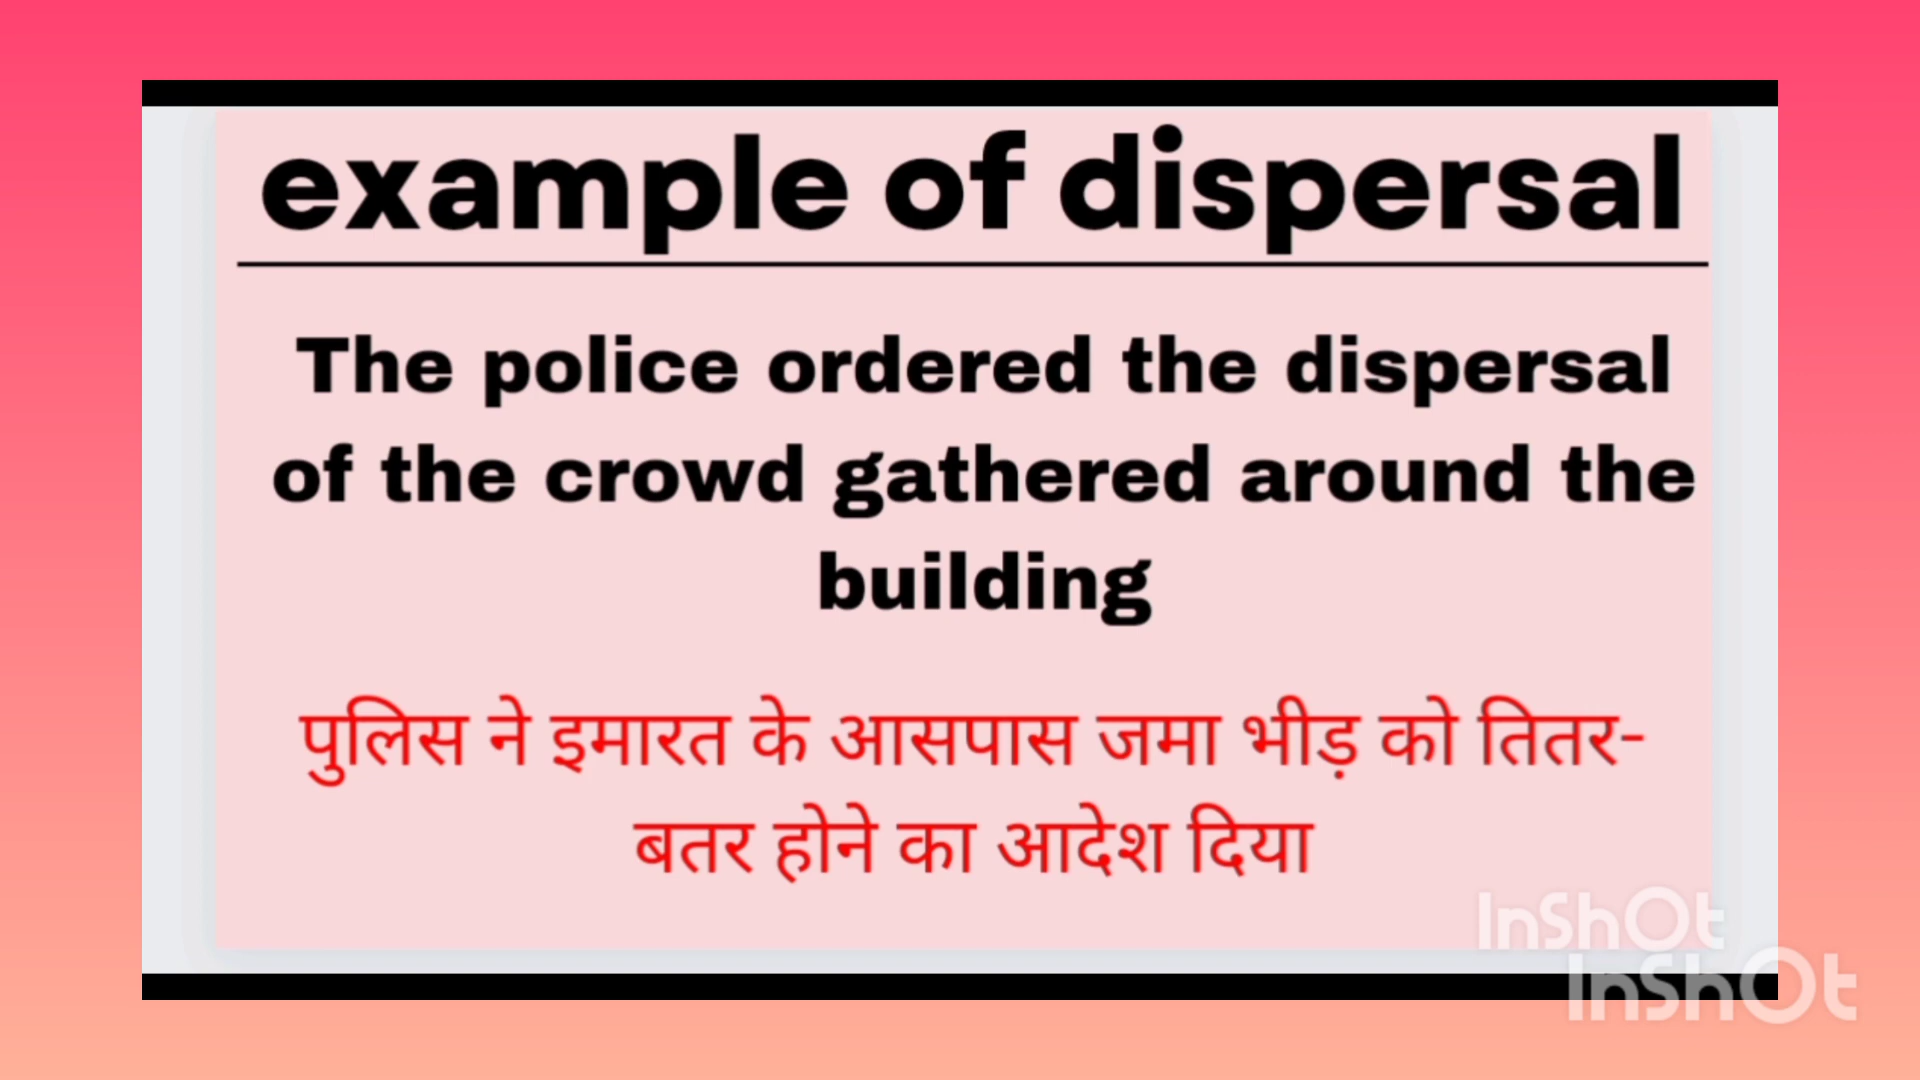 example of dispersal
The police ordered the dispersal
of the crowd gathered around the
building
पुलिस ने इमारत के आसपास जमा भीड़ को तितर-
बतर होने का आदेश दिया
InShOt
InShOt